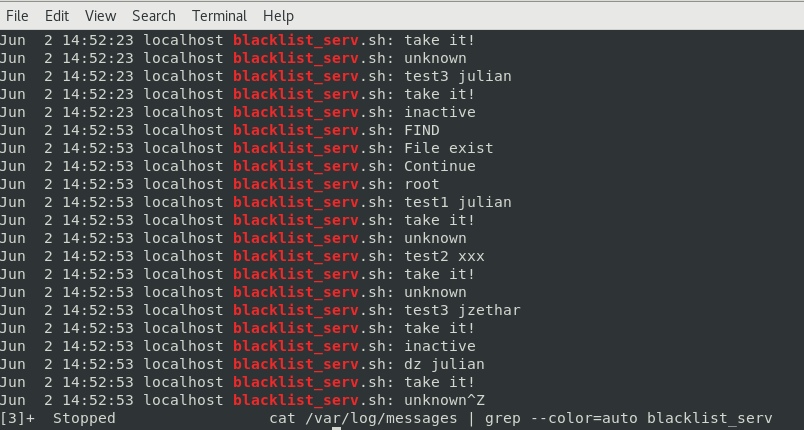 File Edit View Search Terminal Help
Jun  2 14:52:23 localhost blacklist_serv.sh: take it!
Jun  2 14:52:23 localhost blacklist_serv.sh: unknown
Jun  2 14:52:23 localhost blacklist_serv.sh: test3 julian
Jun  2 14:52:23 localhost blacklist_serv.sh: take it!
Jun  2 14:52:23 localhost blacklist_serv.sh: inactive
Jun  2 14:52:53 localhost blacklist_serv.sh: FIND
Jun  2 14:52:53 localhost blacklist_serv.sh: File exist
Jun  2 14:52:53 localhost blacklist_serv.sh: Continue
Jun  2 14:52:53 localhost blacklist_serv.sh: root
Jun  2 14:52:53 localhost blacklist_serv.sh: test1 julian
Jun  2 14:52:53 localhost blacklist_serv.sh: take it!
Jun  2 14:52:53 localhost blacklist_serv.sh: unknown
Jun  2 14:52:53 localhost blacklist_serv.sh: test2 xxx
Jun  2 14:52:53 localhost blacklist_serv.sh: take it!
Jun  2 14:52:53 localhost blacklist_serv.sh: unknown
Jun  2 14:52:53 localhost blacklist_serv.sh: test3 jzethar
Jun  2 14:52:53 localhost blacklist_serv.sh: take it!
Jun  2 14:52:53 localhost blacklist_serv.sh: inactive
Jun  2 14:52:53 localhost blacklist_serv.sh: dz julian
Jun  2 14:52:53 localhost blacklist_serv.sh: take it!
Jun  2 14:52:53 localhost blacklist_serv.sh: unknown^Z
[3]+  Stopped                 cat /var/log/messages | grep --color=auto blacklist_serv